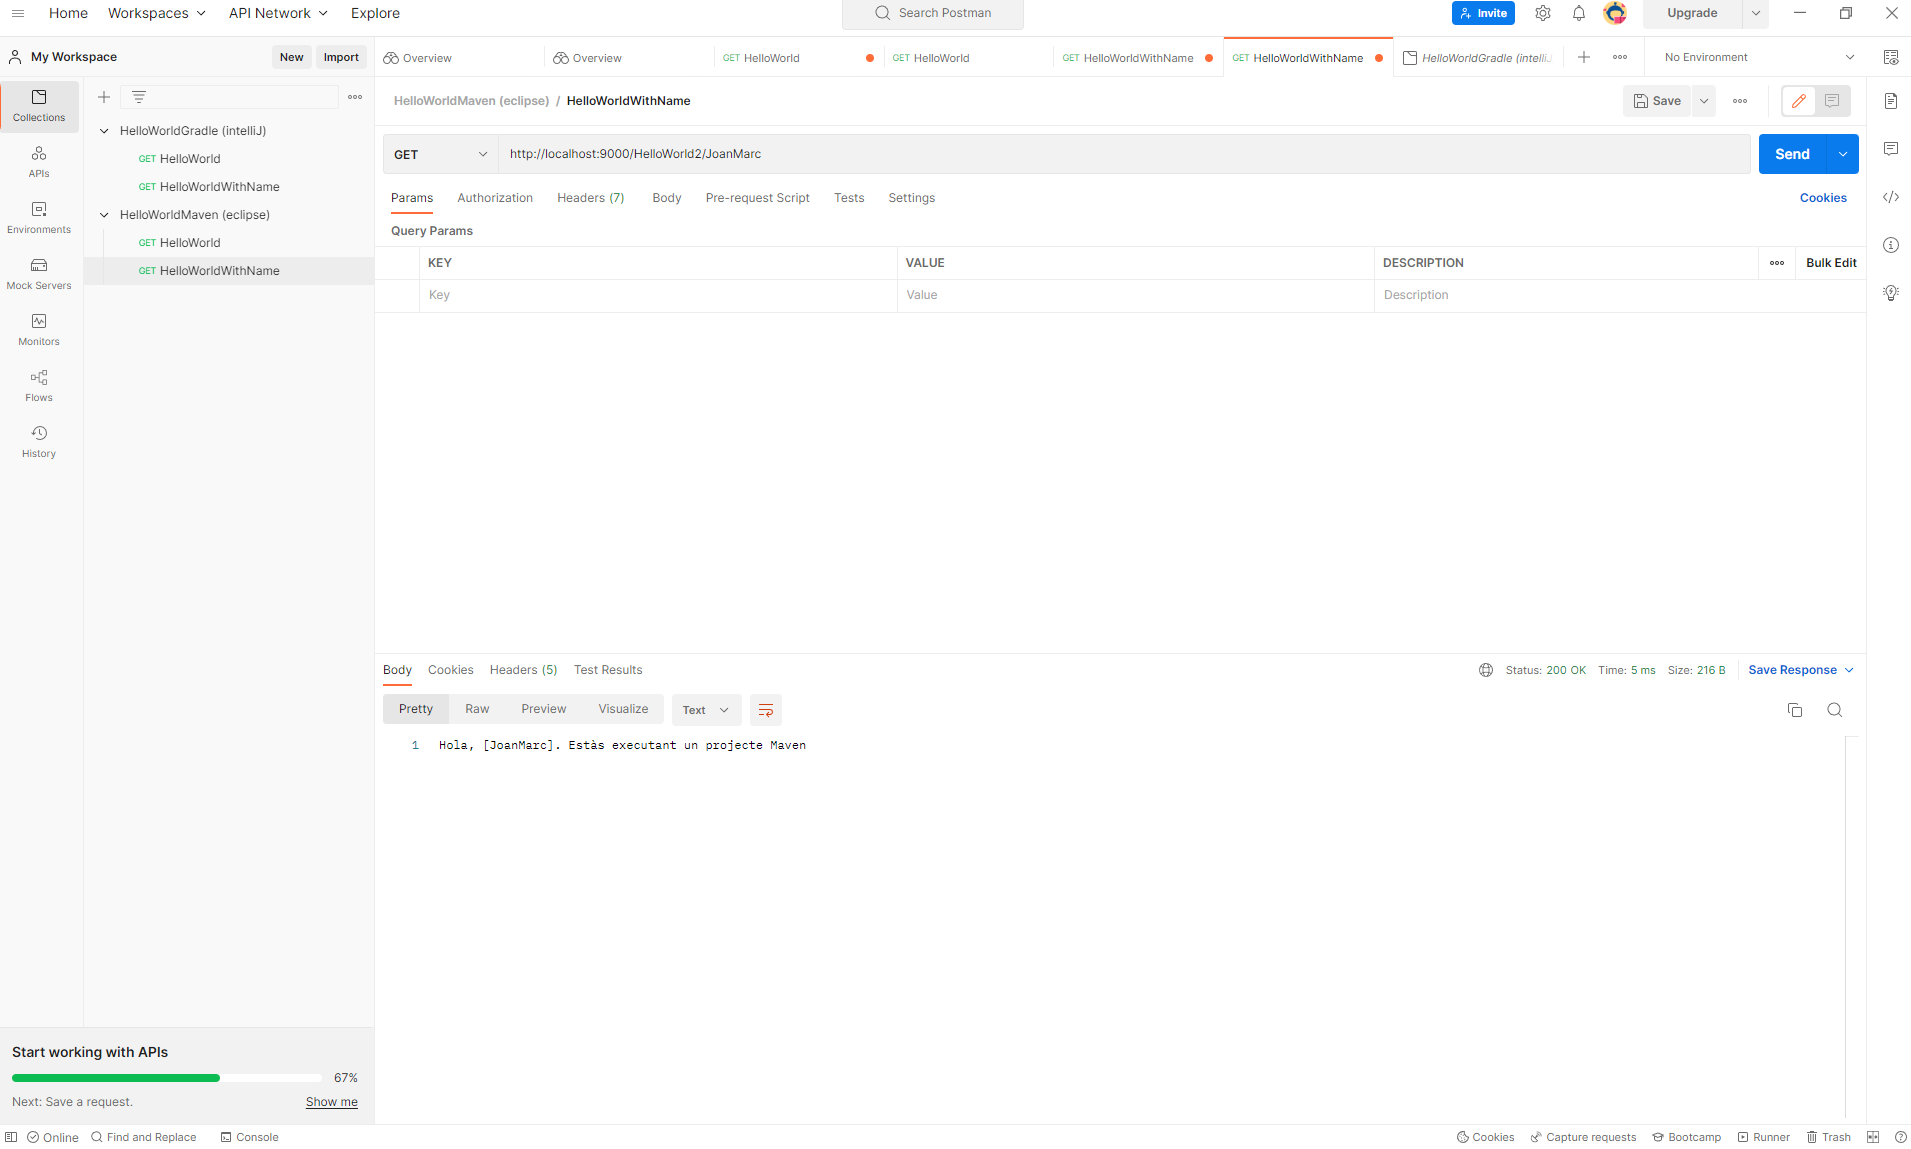 Home Workspaces API Network Explore Search Postman Invite Upgrade
My Workspace New Import Overview Overview GET HelloWorld GET HelloWorld GET HelloWorldWithName GET HelloWorldWithName HelloWorldGradle (intelliJ No Environment
HelloWorldMaven (eclipse) / HelloWorldWithName Save
Collections
HelloWorldGradle (intelliJ)
GET HelloWorld
GET HelloWorldWithName
HelloWorldMaven (eclipse)
GET HelloWorld
GET HelloWorldWithName
APIs
Environments
Mock Servers
Monitors
Flows
History
GET http://localhost:9000/HelloWorld2/JoanMarc Send
Params Authorization Headers (7) Body Pre-request Script Tests Settings Cookies
Query Params
KEY VALUE DESCRIPTION Bulk Edit
Key Value Description
Body Cookies Headers (5) Test Results Status: 200 OK Time: 5 ms Size: 216 B Save Response
Pretty Raw Preview Visualize Text
1 Hola, [JoanMarc]. Estàs executant un projecte Maven
Start working with APIs
67%
Next: Save a request. Show me
Online Find and Replace Console Cookies Capture requests Bootcamp Runner Trash